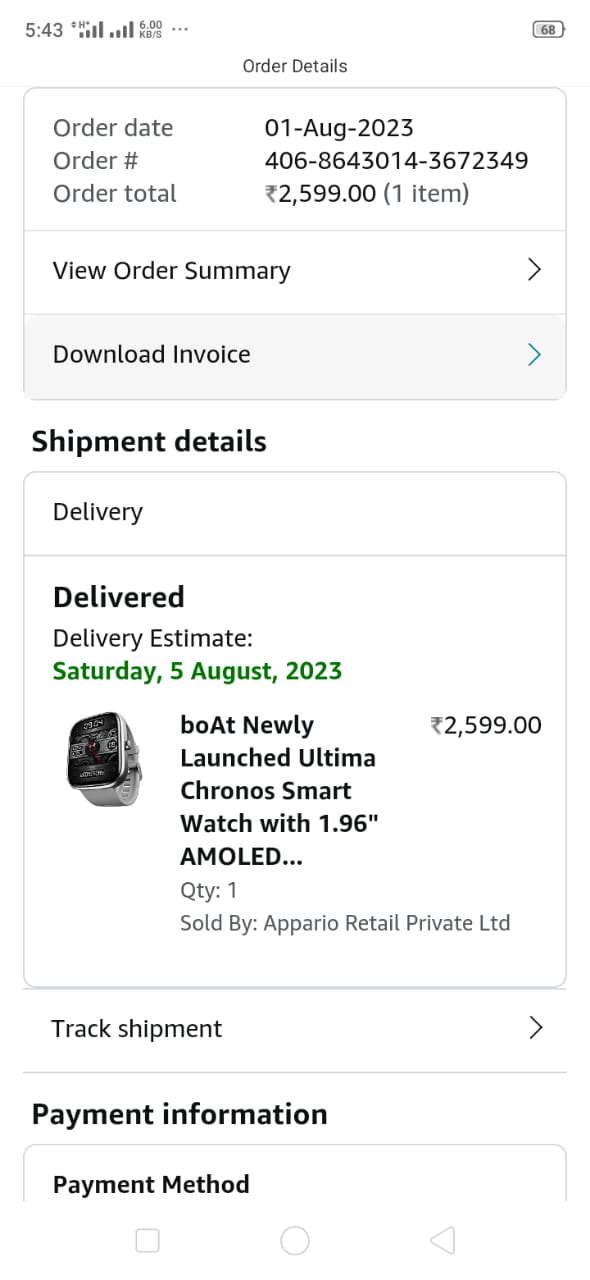 5:43 H+ 6.00 KB/S ... 68
Order Details
Order date 01-Aug-2023
Order # 406-8643014-3672349
Order total ₹2,599.00 (1 item)
View Order Summary
Download Invoice
Shipment details
Delivery
Delivered
Delivery Estimate:
Saturday, 5 August, 2023
09:04
boAt Newly ₹2,599.00
Launched Ultima
Chronos Smart
Watch with 1.96"
AMOLED...
Qty: 1
Sold By: Appario Retail Private Ltd
Track shipment
Payment information
Payment Method